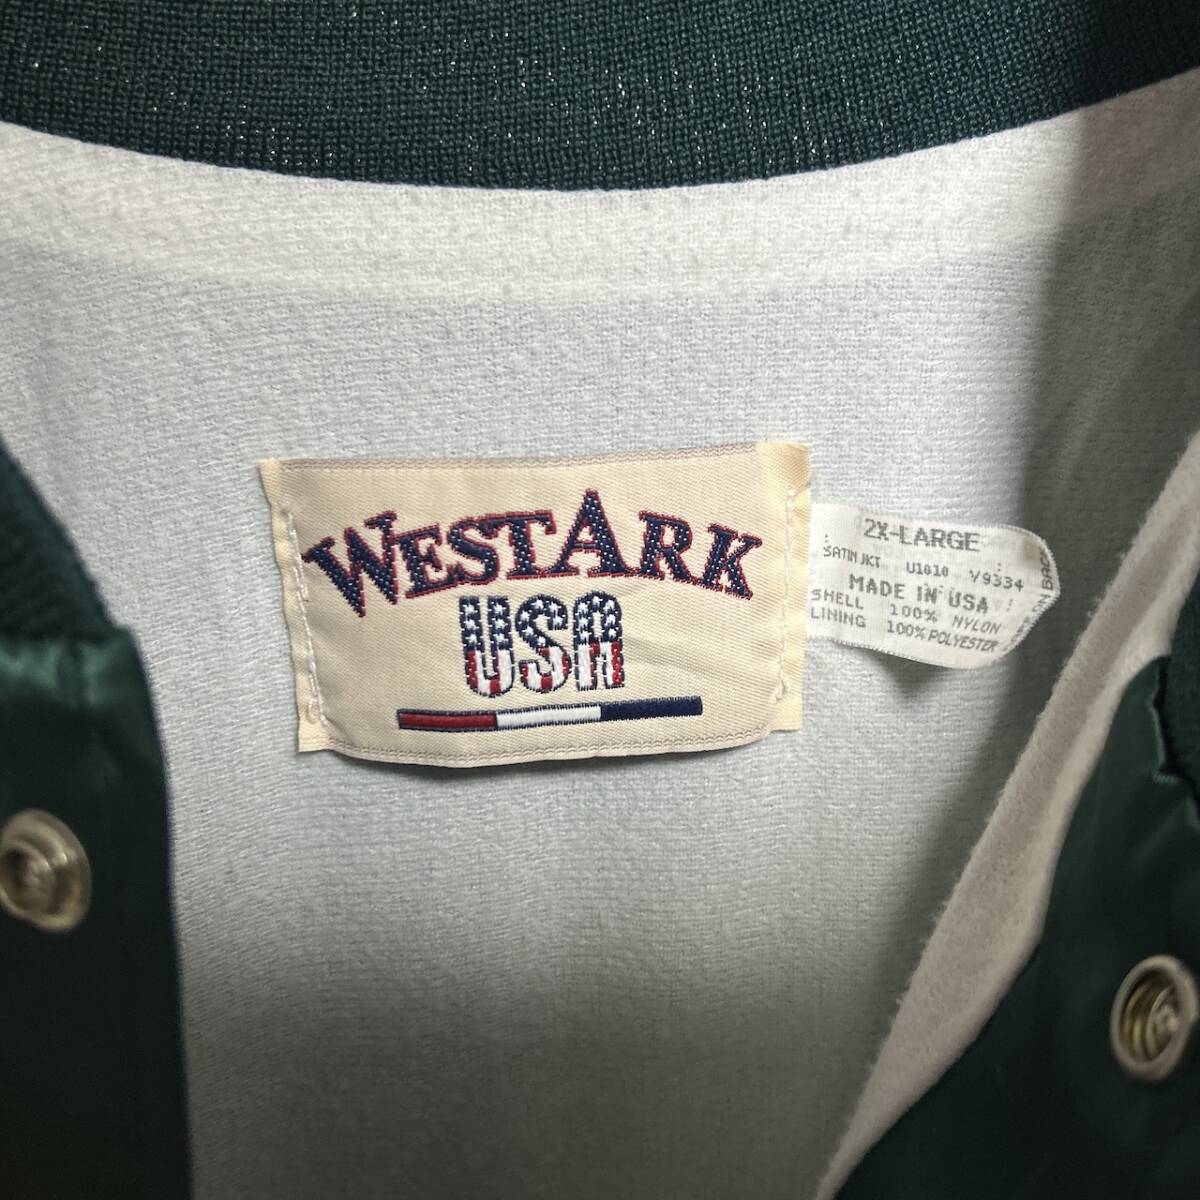 WESTARK
USA
2X-LARGE
SATIN JKT U1010 V9334
MADE IN USA
SHELL 100% NYLON
LINING 100% POLYESTER